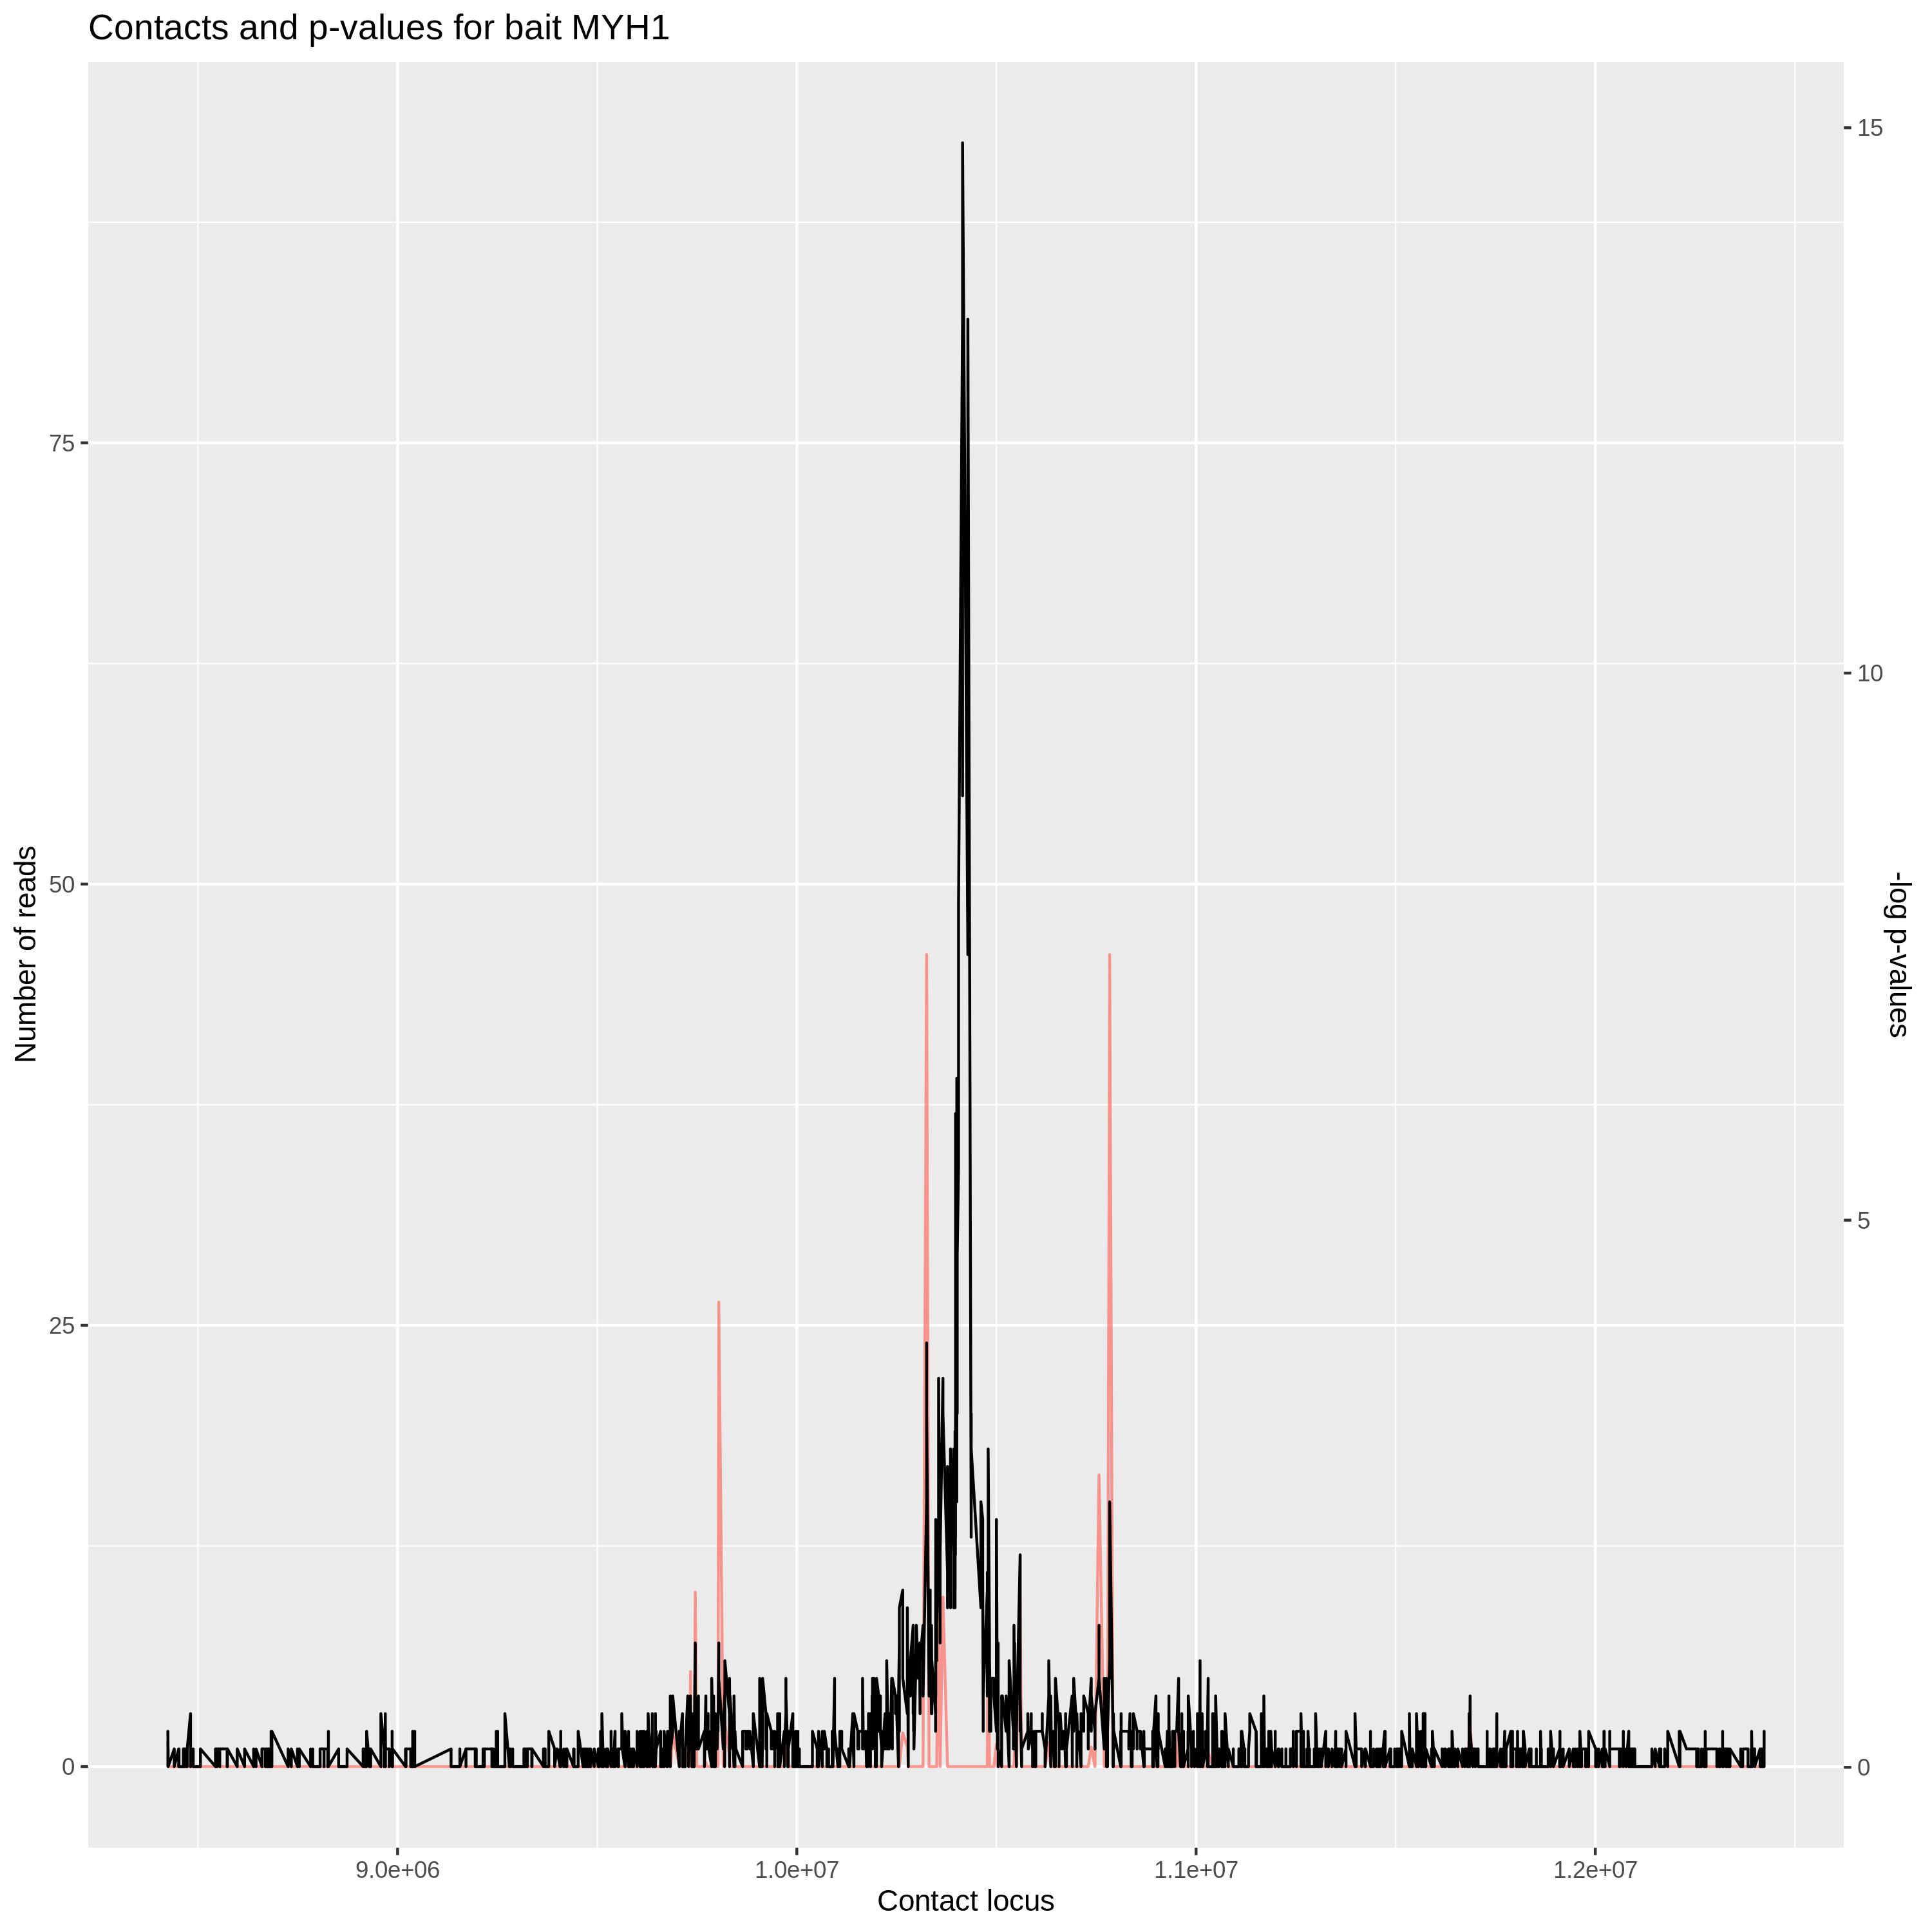 Contacts and p-values for bait MYH1
15
75
10
50
Number of reads
-log p-values
5
25
0
0
9.0e+06
1.0e+07
1.1e+07
1.2e+07
Contact locus